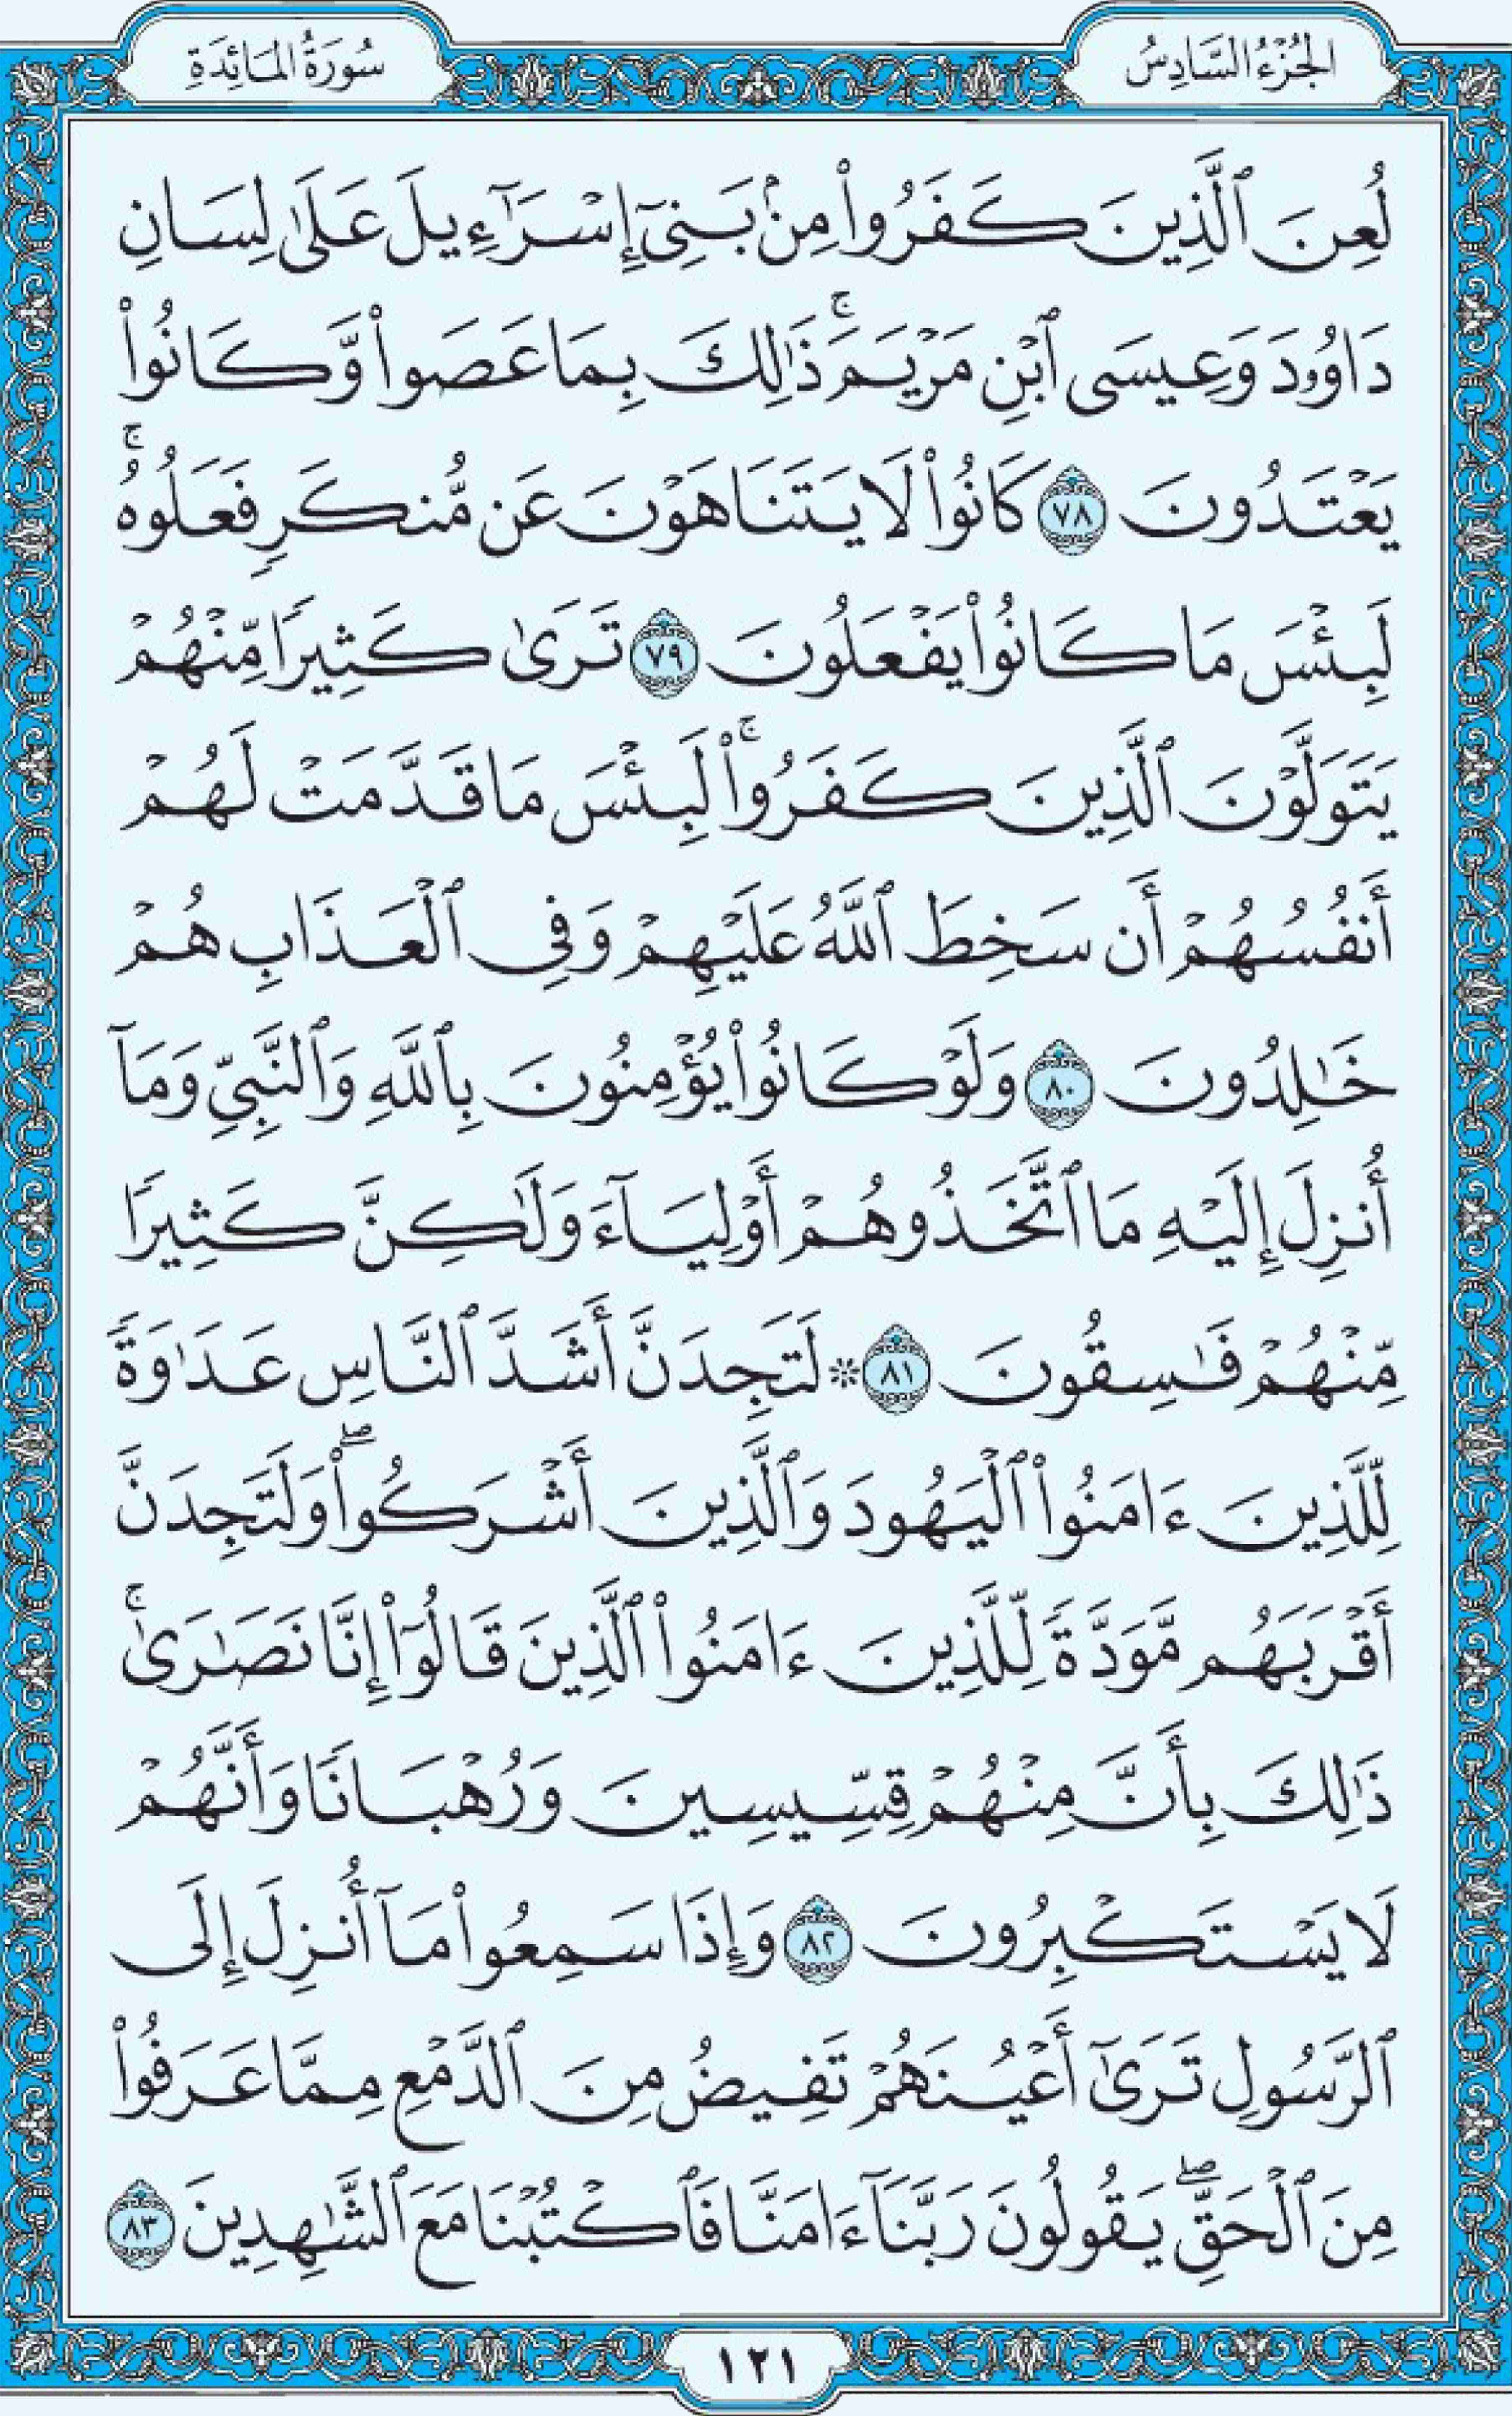 الجُزْءُ السَّادِسُ
سُورَةُ المَائِدَةِ
لُعِنَ ٱلَّذِينَ كَفَرُوا۟ مِنۢ بَنِىٓ إِسْرَٰٓءِيلَ عَلَىٰ لِسَانِ
دَاوُۥدَ وَعِيسَى ٱبْنِ مَرْيَمَ ۚ ذَٰلِكَ بِمَا عَصَوا۟ وَّكَانُوا۟
يَعْتَدُونَ ٧٨ كَانُوا۟ لَا يَتَنَاهَوْنَ عَن مُّنكَرٍ فَعَلُوهُ ۚ
لَبِئْسَ مَا كَانُوا۟ يَفْعَلُونَ ٧٩ تَرَىٰ كَثِيرًا مِّنْهُمْ
يَتَوَلَّوْنَ ٱلَّذِينَ كَفَرُوا۟ ۚ لَبِئْسَ مَا قَدَّمَتْ لَهُمْ
أَنفُسُهُمْ أَن سَخِطَ ٱللَّهُ عَلَيْهِمْ وَفِى ٱلْعَذَابِ هُمْ
خَٰلِدُونَ ٨٠ وَلَوْ كَانُوا۟ يُؤْمِنُونَ بِٱللَّهِ وَٱلنَّبِىِّ وَمَآ
أُنزِلَ إِلَيْهِ مَا ٱتَّخَذُوهُمْ أَوْلِيَآءَ وَلَٰكِنَّ كَثِيرًا
مِّنْهُمْ فَٰسِقُونَ ٨١ ۞ لَتَجِدَنَّ أَشَدَّ ٱلنَّاسِ عَدَٰوَةً
لِّلَّذِينَ ءَامَنُوا۟ ٱلْيَهُودَ وَٱلَّذِينَ أَشْرَكُوا۟ ۖ وَلَتَجِدَنَّ
أَقْرَبَهُم مَّوَدَّةً لِّلَّذِينَ ءَامَنُوا۟ ٱلَّذِينَ قَالُوٓا۟ إِنَّا نَصَٰرَىٰ ۚ
ذَٰلِكَ بِأَنَّ مِنْهُمْ قِسِّيسِينَ وَرُهْبَانًا وَأَنَّهُمْ
لَا يَسْتَكْبِرُونَ ٨٢ وَإِذَا سَمِعُوا۟ مَآ أُنزِلَ إِلَى
ٱلرَّسُولِ تَرَىٰٓ أَعْيُنَهُمْ تَفِيضُ مِنَ ٱلدَّمْعِ مِمَّا عَرَفُوا۟
مِنَ ٱلْحَقِّ ۖ يَقُولُونَ رَبَّنَآ ءَامَنَّا فَٱكْتُبْنَا مَعَ ٱلشَّٰهِدِينَ ٨٣
١٢١